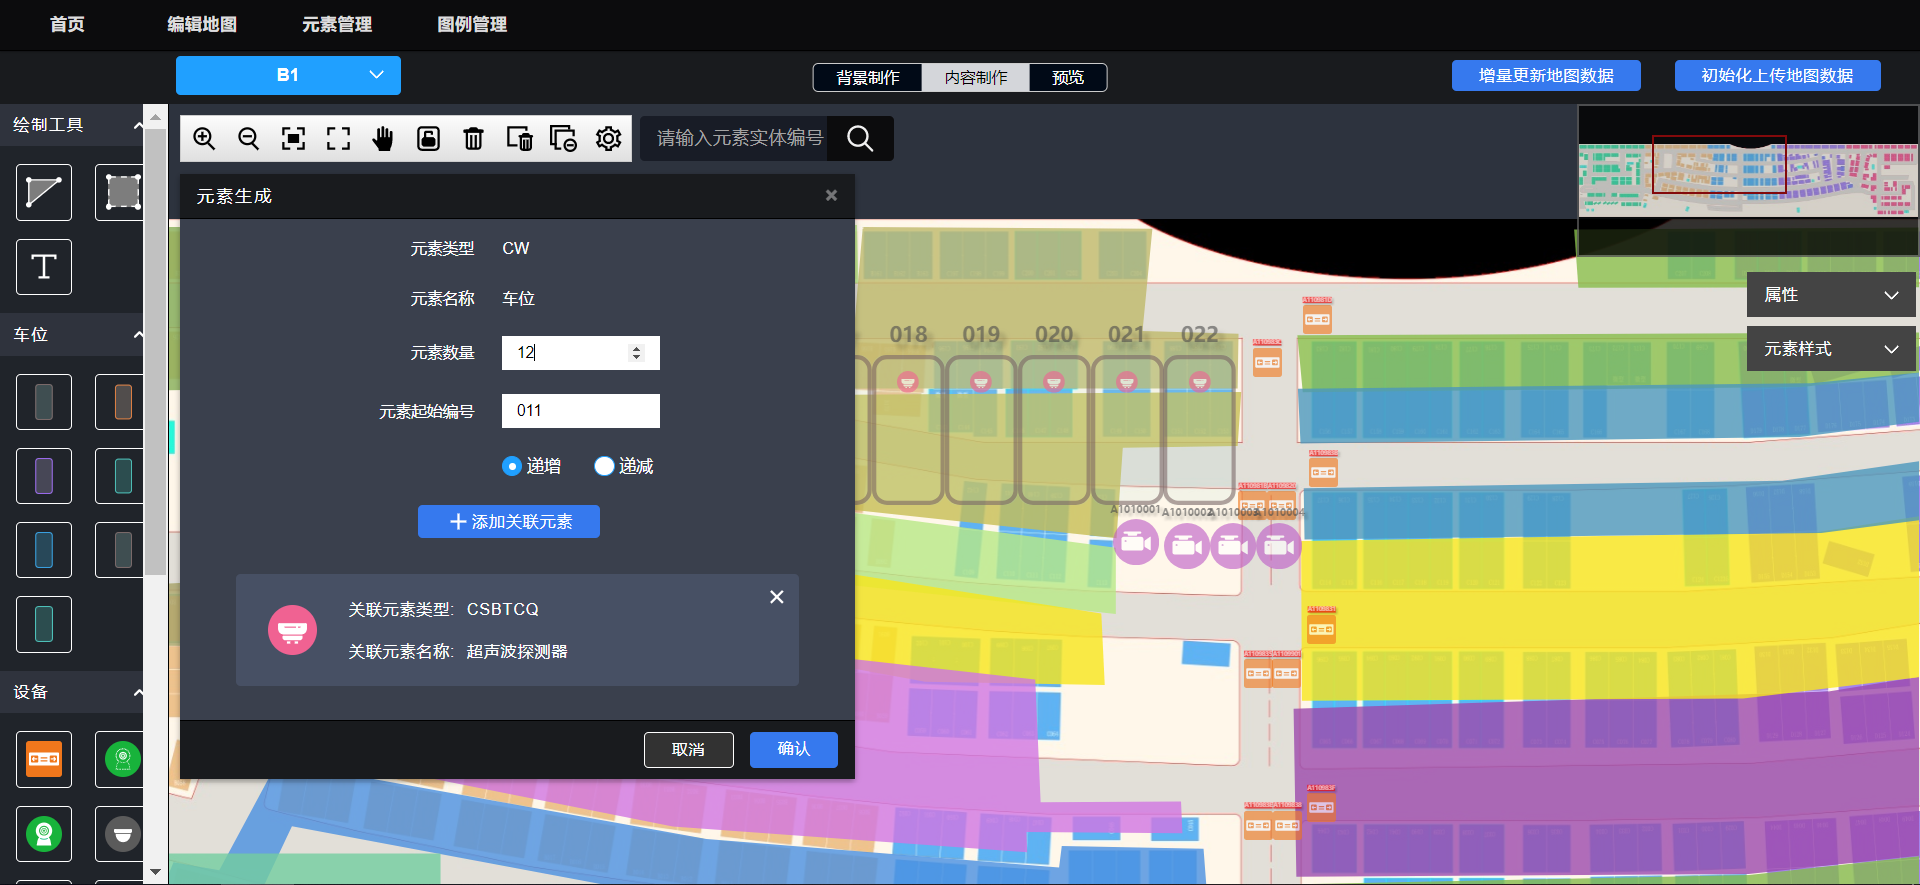 首页
编辑地图
元素管理
图例管理
B1
背景制作
内容制作
预览
增量更新地图数据
初始化上传地图数据
绘制工具
请输入元素实体编号
元素生成
元素类型 CW
元素名称 车位
元素数量 12
元素起始编号 011
递增 递减
添加关联元素
关联元素类型: CSBTCQ
关联元素名称: 超声波探测器
取消
确认
车位
设备
属性
元素样式
018 019 020 021 022
A1010001
A1010002
A1010003
A1010004